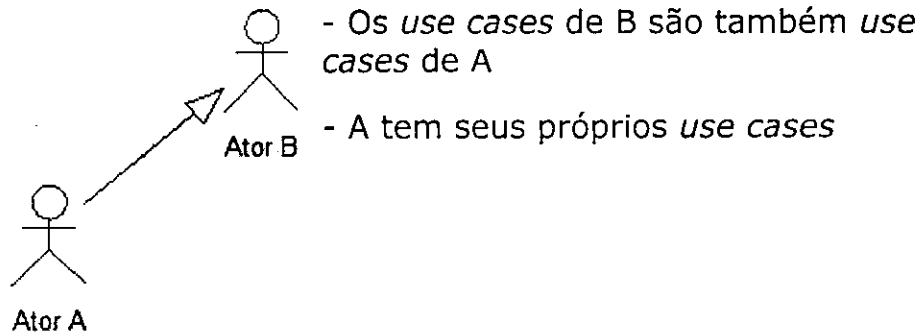 - Os use cases de B são também use
cases de A
- A tem seus próprios use cases
Ator B
Ator A